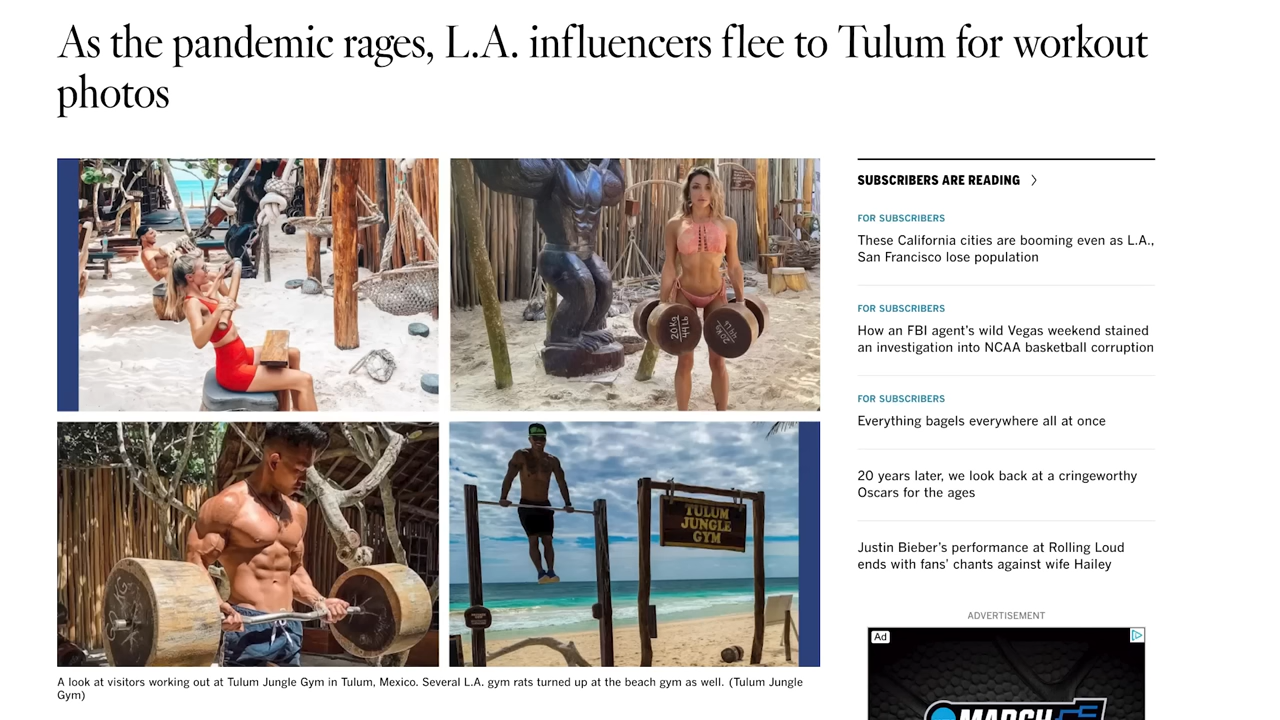 As the pandemic rages, L.A. influencers flee to Tulum for workout
photos
20Kg
44Lb
TULUM
JUNGLE
GYM
A look at visitors working out at Tulum Jungle Gym in Tulum, Mexico. Several L.A. gym rats turned up at the beach gym as well. (Tulum Jungle
Gym)
SUBSCRIBERS ARE READING
FOR SUBSCRIBERS
These California cities are booming even as L.A.,
San Francisco lose population
FOR SUBSCRIBERS
How an FBI agent's wild Vegas weekend stained
an investigation into NCAA basketball corruption
FOR SUBSCRIBERS
Everything bagels everywhere all at once
20 years later, we look back at a cringeworthy
Oscars for the ages
Justin Bieber's performance at Rolling Loud
ends with fans' chants against wife Hailey
ADVERTISEMENT
Ad
MARCH